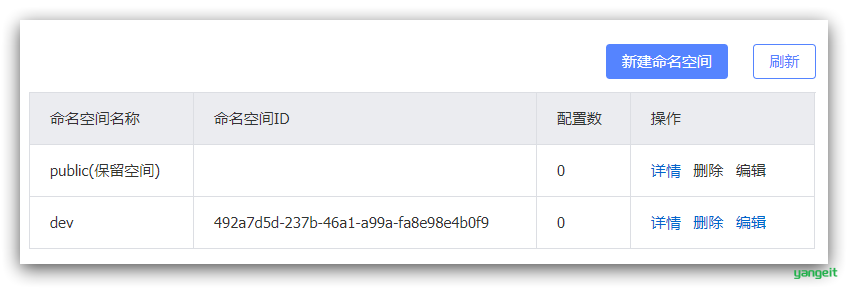 新建命名空间 刷新
命名空间名称 命名空间ID 配置数 操作
public(保留空间) 0 详情 删除 编辑
dev 492a7d5d-237b-46a1-a99a-fa8e98e4b0f9 0 详情 删除 编辑
yangeit